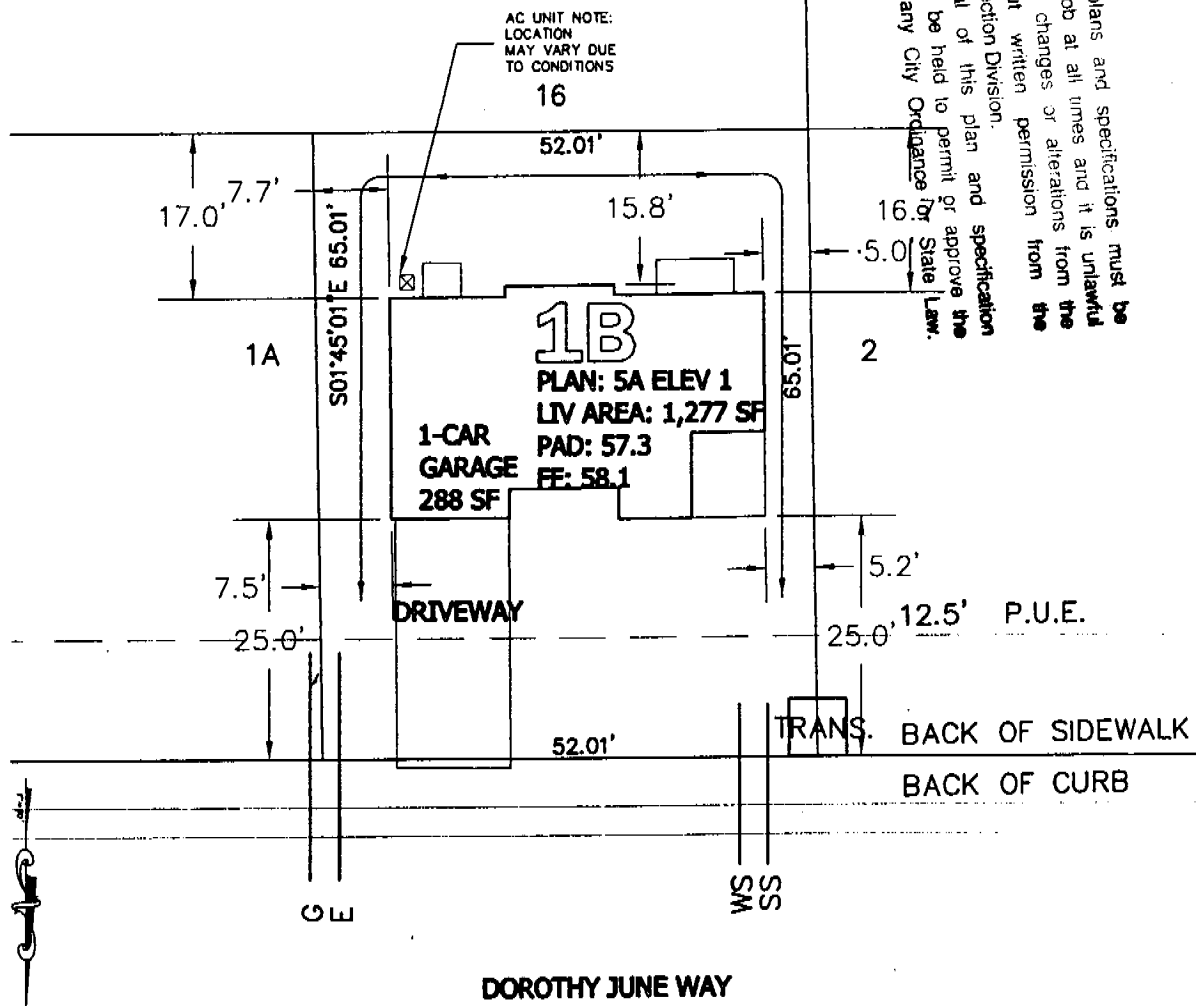 AC UNIT NOTE:
LOCATION
MAY VARY DUE
TO CONDITIONS
16
plans and specifications must be
ob at all times and it is unlawful
changes or alterations from the
ut written permission from the
ection Division.
al of this plan and specification
be held to permit or approve the
any City Ordinance or State Law.
52.01'
17.0'
7.7'
15.8'
16.7'
5.0
S01°45'01"E 65.01'
1A
1B
PLAN: 5A ELEV 1
LIV AREA: 1,277 SF
PAD: 57.3
FF: 58.1
1-CAR
GARAGE
288 SF
65.01'
2
7.5'
5.2'
DRIVEWAY
25.0'
25.0'
12.5' P.U.E.
52.01'
TRANS.
BACK OF SIDEWALK
BACK OF CURB
G
E
WS
SS
DOROTHY JUNE WAY